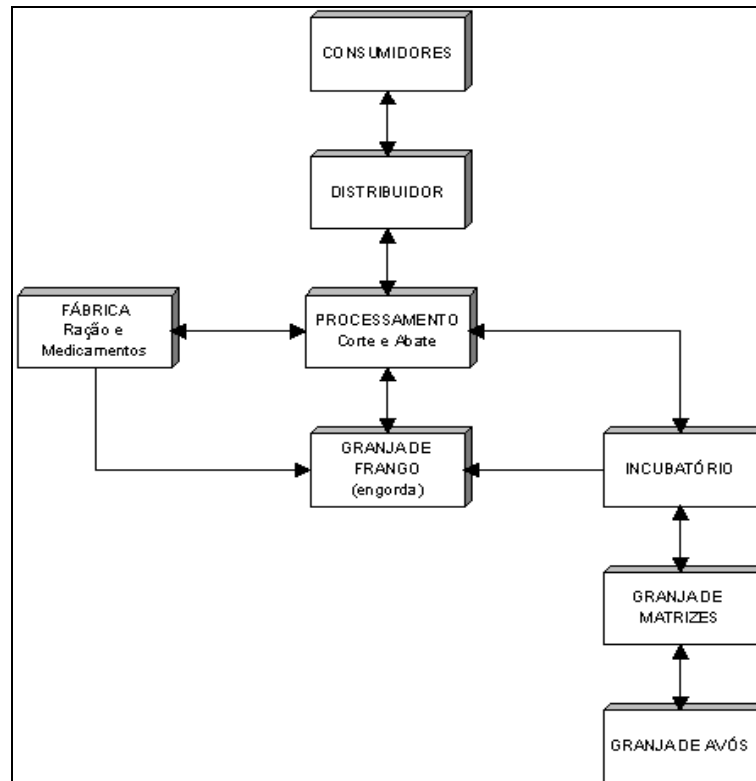 CONSUMIDORES
DISTRIBUIDOR
FÁBRICA
Ração e
Medicamentos
PROCESSAMENTO
Corte e Abate
GRANJA DE
FRANGO
(engorda)
INCUBATÓRIO
GRANJA DE
MATRIZES
GRANJA DE AVÓS